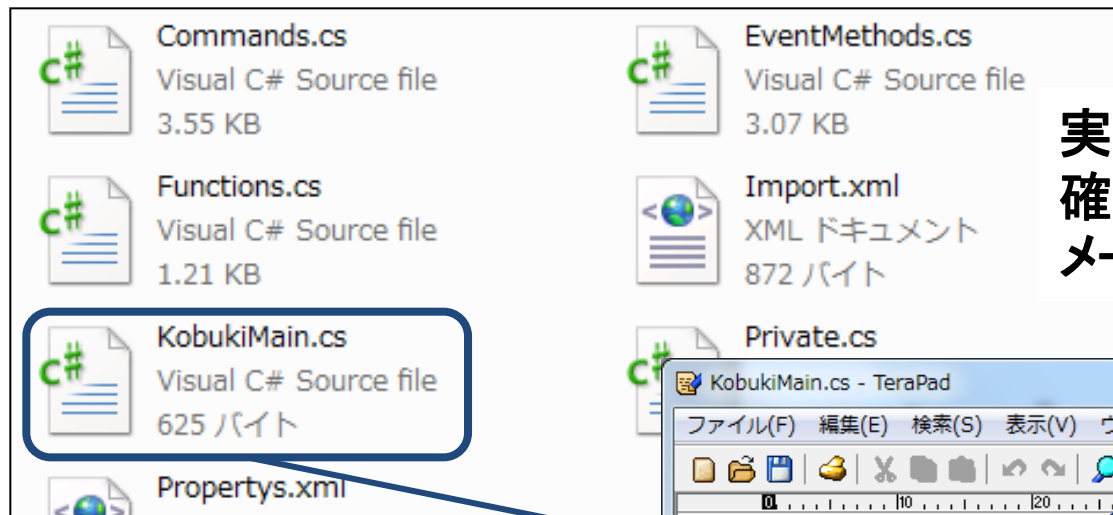 Commands.cs
Visual C# Source file
3.55 KB
EventMethods.cs
Visual C# Source file
3.07 KB
実
確
メー
Functions.cs
Visual C# Source file
1.21 KB
Import.xml
XML ドキュメント
872 バイト
KobukiMain.cs
Visual C# Source file
625 バイト
Private.cs
KobukiMain.cs - TeraPad
ファイル(F) 編集(E) 検索(S) 表示(V)
0 10 20
Propertys.xml